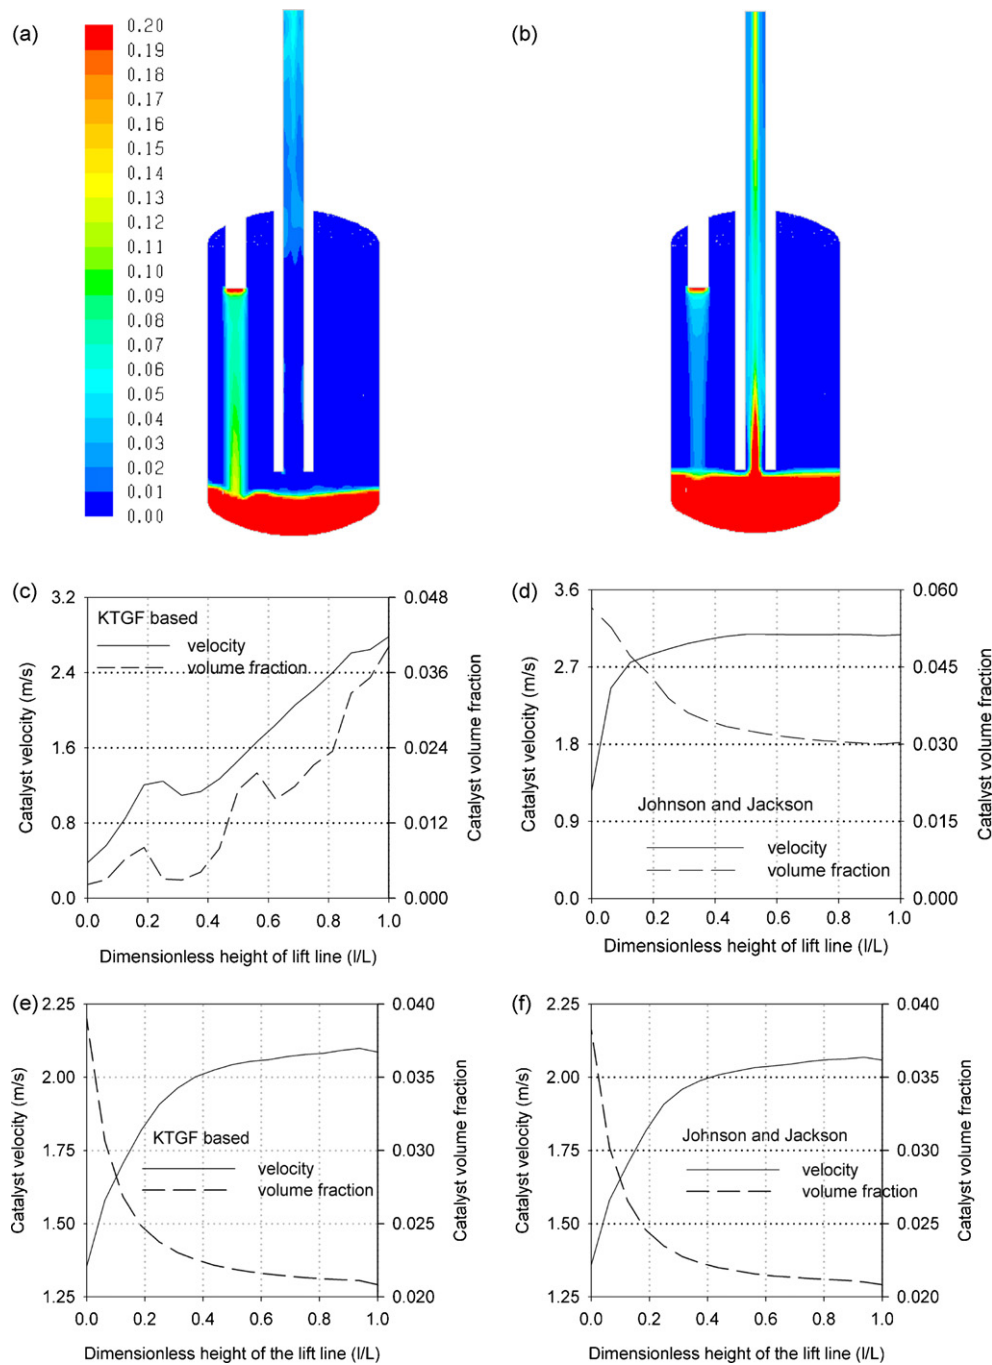 (a)
0.20
0.19
0.18
0.17
0.16
0.15
0.14
0.13
0.12
0.11
0.10
0.09
0.08
0.07
0.06
0.05
0.04
0.03
0.02
0.01
0.00
(b)
(c)
3.2
2.4
1.6
0.8
0.0
Catalyst velocity (m/s)
KTGF based
velocity
volume fraction
0.048
0.036
0.024
0.012
0.000
Catalyst volume fraction
0.0 0.2 0.4 0.6 0.8 1.0
Dimensionless height of lift line (l/L)
(d)
3.6
2.7
1.8
0.9
0.0
Catalyst velocity (m/s)
Johnson and Jackson
velocity
volume fraction
0.060
0.045
0.030
0.015
0.000
Catalyst volume fraction
0.0 0.2 0.4 0.6 0.8 1.0
Dimensionless height of lift line (l/L)
(e)
2.25
2.00
1.75
1.50
1.25
Catalyst velocity (m/s)
KTGF based
velocity
volume fraction
0.040
0.035
0.030
0.025
0.020
Catalyst volume fraction
0.0 0.2 0.4 0.6 0.8 1.0
Dimensionless height of the lift line (l/L)
(f)
2.25
2.00
1.75
1.50
1.25
Catalyst velocity (m/s)
Johnson and Jackson
velocity
volume fraction
0.040
0.035
0.030
0.025
0.020
Catalyst volume fraction
0.0 0.2 0.4 0.6 0.8 1.0
Dimensionless height of the lift line (l/L)